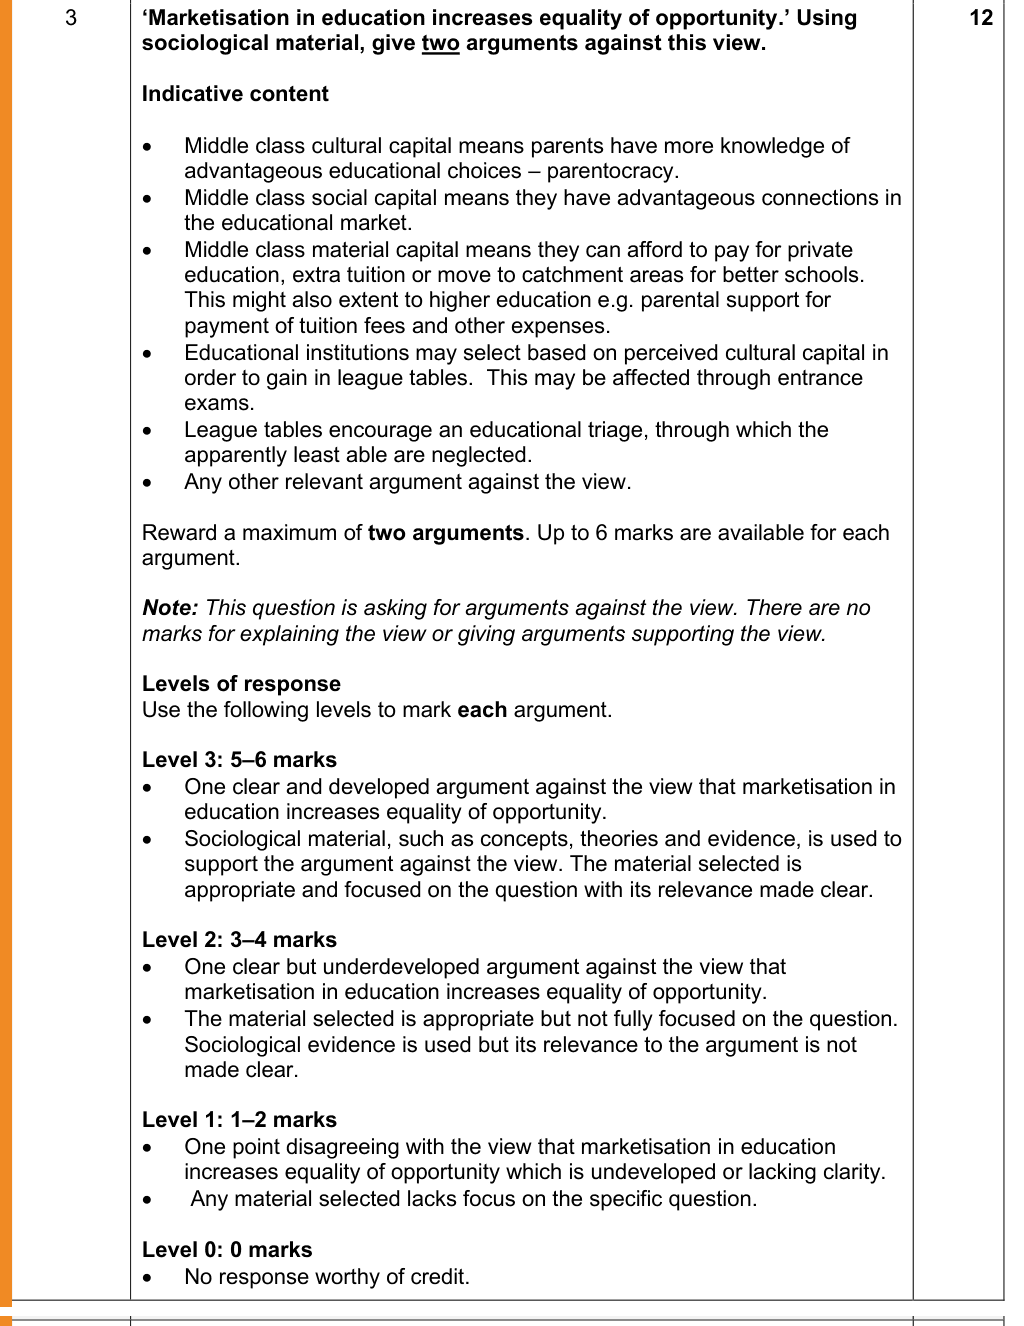 3 ‘Marketisation in education increases equality of opportunity.’ Using 12
sociological material, give two arguments against this view.
Indicative content
• Middle class cultural capital means parents have more knowledge of
advantageous educational choices – parentocracy.
• Middle class social capital means they have advantageous connections in
the educational market.
• Middle class material capital means they can afford to pay for private
education, extra tuition or move to catchment areas for better schools.
This might also extent to higher education e.g. parental support for
payment of tuition fees and other expenses.
• Educational institutions may select based on perceived cultural capital in
order to gain in league tables.  This may be affected through entrance
exams.
• League tables encourage an educational triage, through which the
apparently least able are neglected.
• Any other relevant argument against the view.
Reward a maximum of two arguments. Up to 6 marks are available for each
argument.
Note: This question is asking for arguments against the view. There are no
marks for explaining the view or giving arguments supporting the view.
Levels of response
Use the following levels to mark each argument.
Level 3: 5–6 marks
• One clear and developed argument against the view that marketisation in
education increases equality of opportunity.
• Sociological material, such as concepts, theories and evidence, is used to
support the argument against the view. The material selected is
appropriate and focused on the question with its relevance made clear.
Level 2: 3–4 marks
• One clear but underdeveloped argument against the view that
marketisation in education increases equality of opportunity.
• The material selected is appropriate but not fully focused on the question.
Sociological evidence is used but its relevance to the argument is not
made clear.
Level 1: 1–2 marks
• One point disagreeing with the view that marketisation in education
increases equality of opportunity which is undeveloped or lacking clarity.
• Any material selected lacks focus on the specific question.
Level 0: 0 marks
• No response worthy of credit.